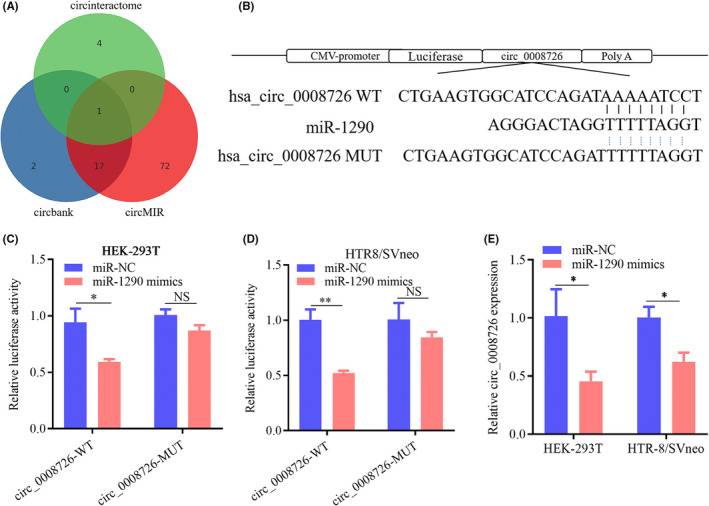 (A)
circinteractome
4
0
0
1
2
17
72
circbank
circMIR
(B)
CMV-promoter Luciferase circ_0008726 Poly A
hsa_circ_0008726 WT CTGAAGTGGCATCCAGATAAAAATCCT
miR-1290 AGGGACTAGGTTTTTAGGT
hsa_circ_0008726 MUT CTGAAGTGGCATCCAGATTTTTTAGGT
(C)
HEK-293T
miR-NC
miR-1290 mimics
Relative luciferase activity
1.5
1.0
0.5
0.0
*
NS
circ_0008726-WT
circ_0008726-MUT
(D)
HTR8/SVneo
miR-NC
miR-1290 mimics
Relative luciferase activity
1.5
1.0
0.5
0.0
**
NS
circ_0008726-WT
circ_0008726-MUT
(E)
miR-NC
miR-1290 mimics
Relative circ_0008726 expression
1.5
1.0
0.5
0.0
*
*
HEK-293T
HTR-8/SVneo